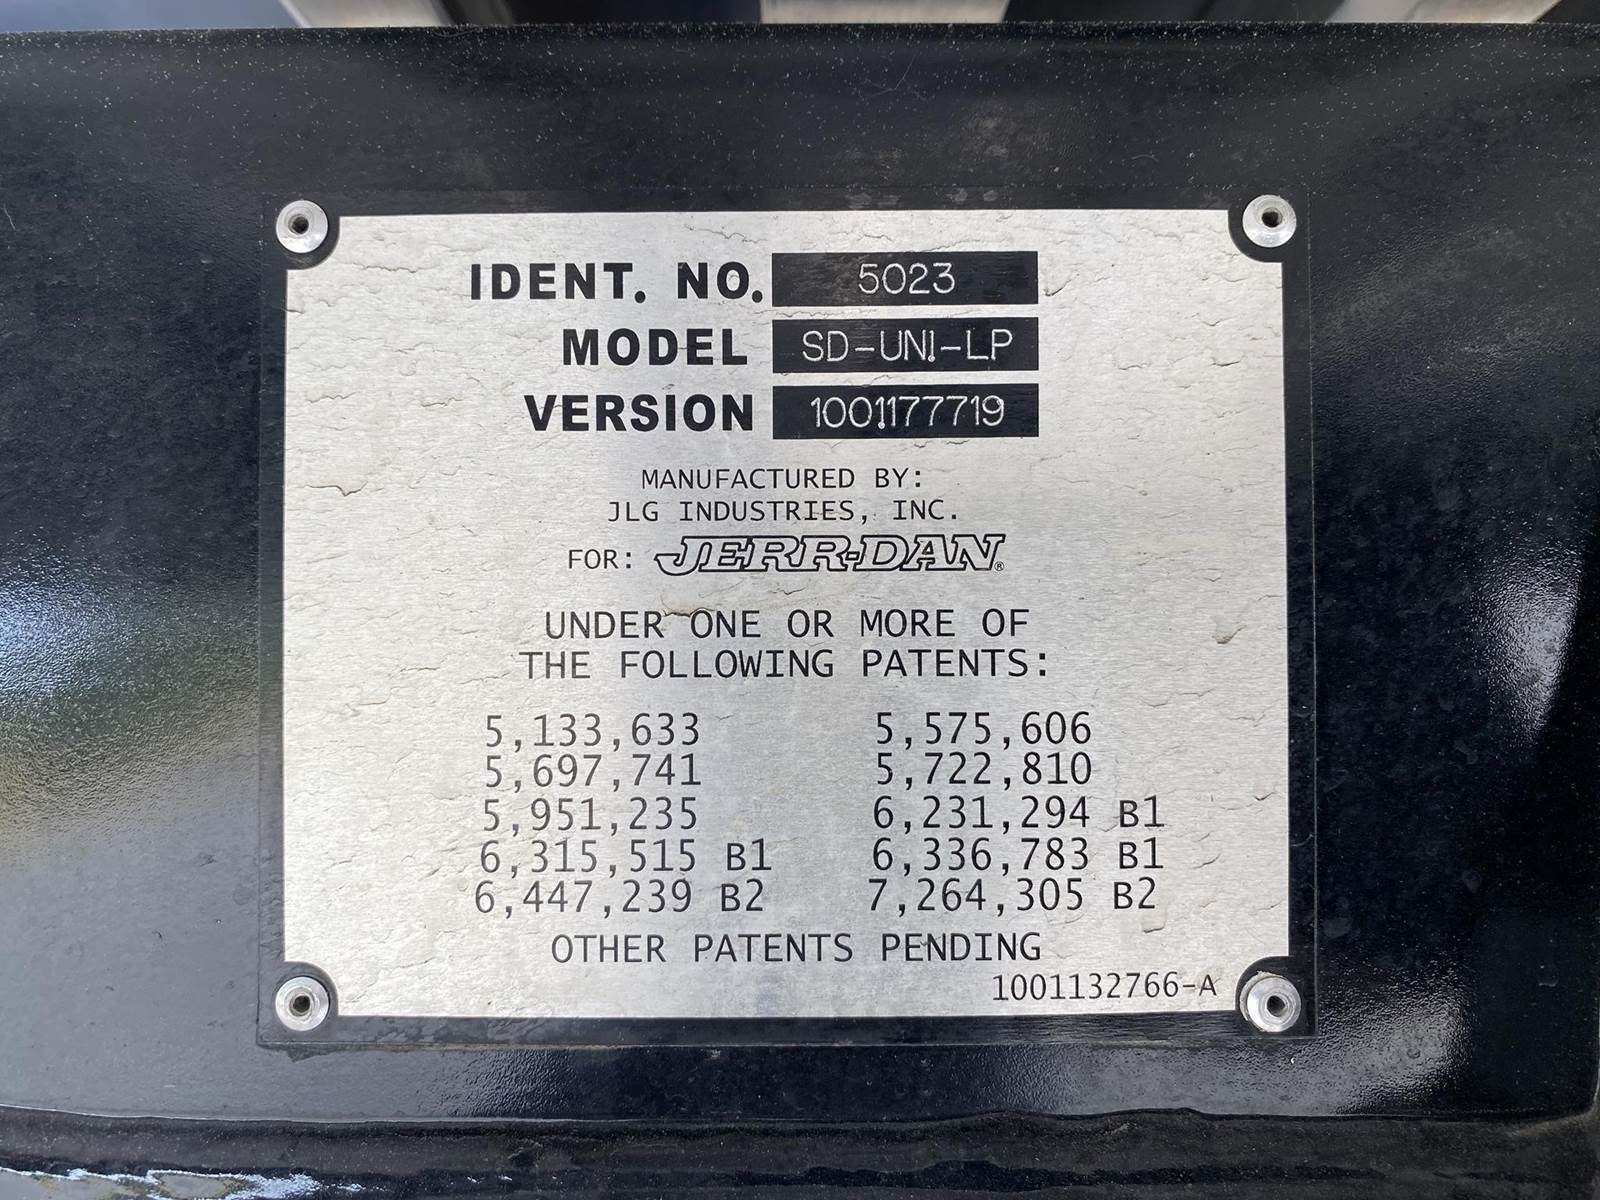 IDENT. NO. 5023
MODEL SD-UNI-LP
VERSION 1001177719
MANUFACTURED BY:
JLG INDUSTRIES, INC.
FOR: JERR-DAN®
UNDER ONE OR MORE OF
THE FOLLOWING PATENTS:
5,133,633 5,575,606
5,697,741 5,722,810
5,951,235 6,231,294 B1
6,315,515 B1 6,336,783 B1
6,447,239 B2 7,264,305 B2
OTHER PATENTS PENDING
1001132766-A